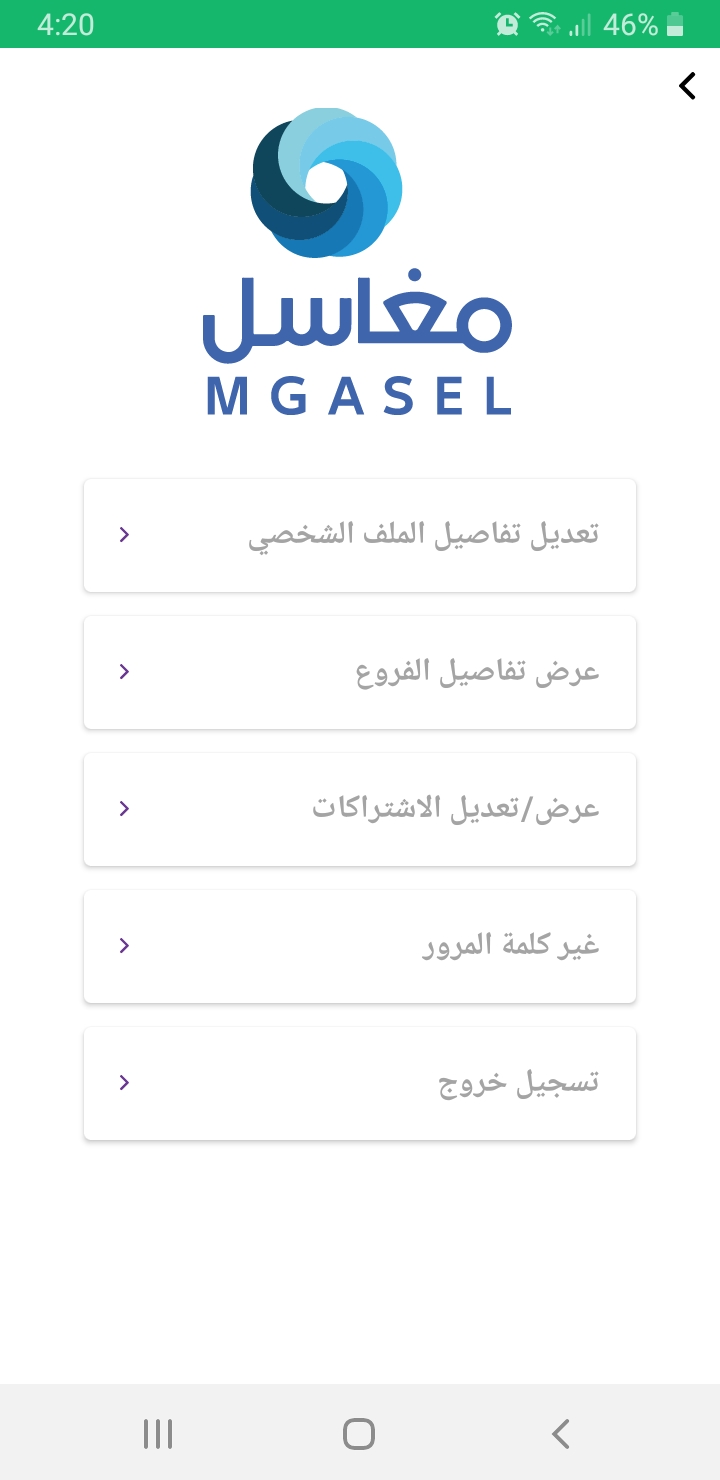 4:20
46%
مغاسل
MGASEL
تعديل تفاصيل الملف الشخصي
عرض تفاصيل الفروع
عرض/تعديل الاشتراكات
غير كلمة المرور
تسجيل خروج